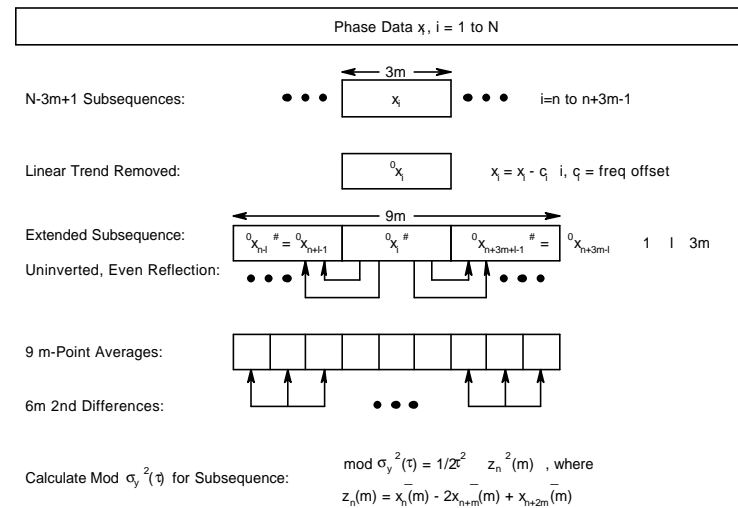 Phase Data xᵢ, i = 1 to N
3m
N-3m+1 Subsequences: ● ● ● xᵢ ● ● ● i=n to n+3m-1
Linear Trend Removed: ⁰xᵢ xᵢ = xᵢ - cᵢ i, cᵢ = freq offset
9m
Extended Subsequence: ⁰xₙ₋ₗ # = ⁰xₙ₊ₗ₋₁ ⁰xᵢ # ⁰xₙ₊₃ₘ₊ₗ₋₁ # = ⁰xₙ₊₃ₘ₋ₗ 1 l 3m
Uninverted, Even Reflection: ● ● ● ● ● ●
9 m-Point Averages:
6m 2nd Differences: ● ● ●
Calculate Mod σ_y²(τ) for Subsequence: mod σ_y²(τ) = 1/2τ² zₙ²(m) , where
zₙ(m) = x̄ₙ(m) - 2x̄ₙ₊ₘ(m) + x̄ₙ₊₂ₘ(m)